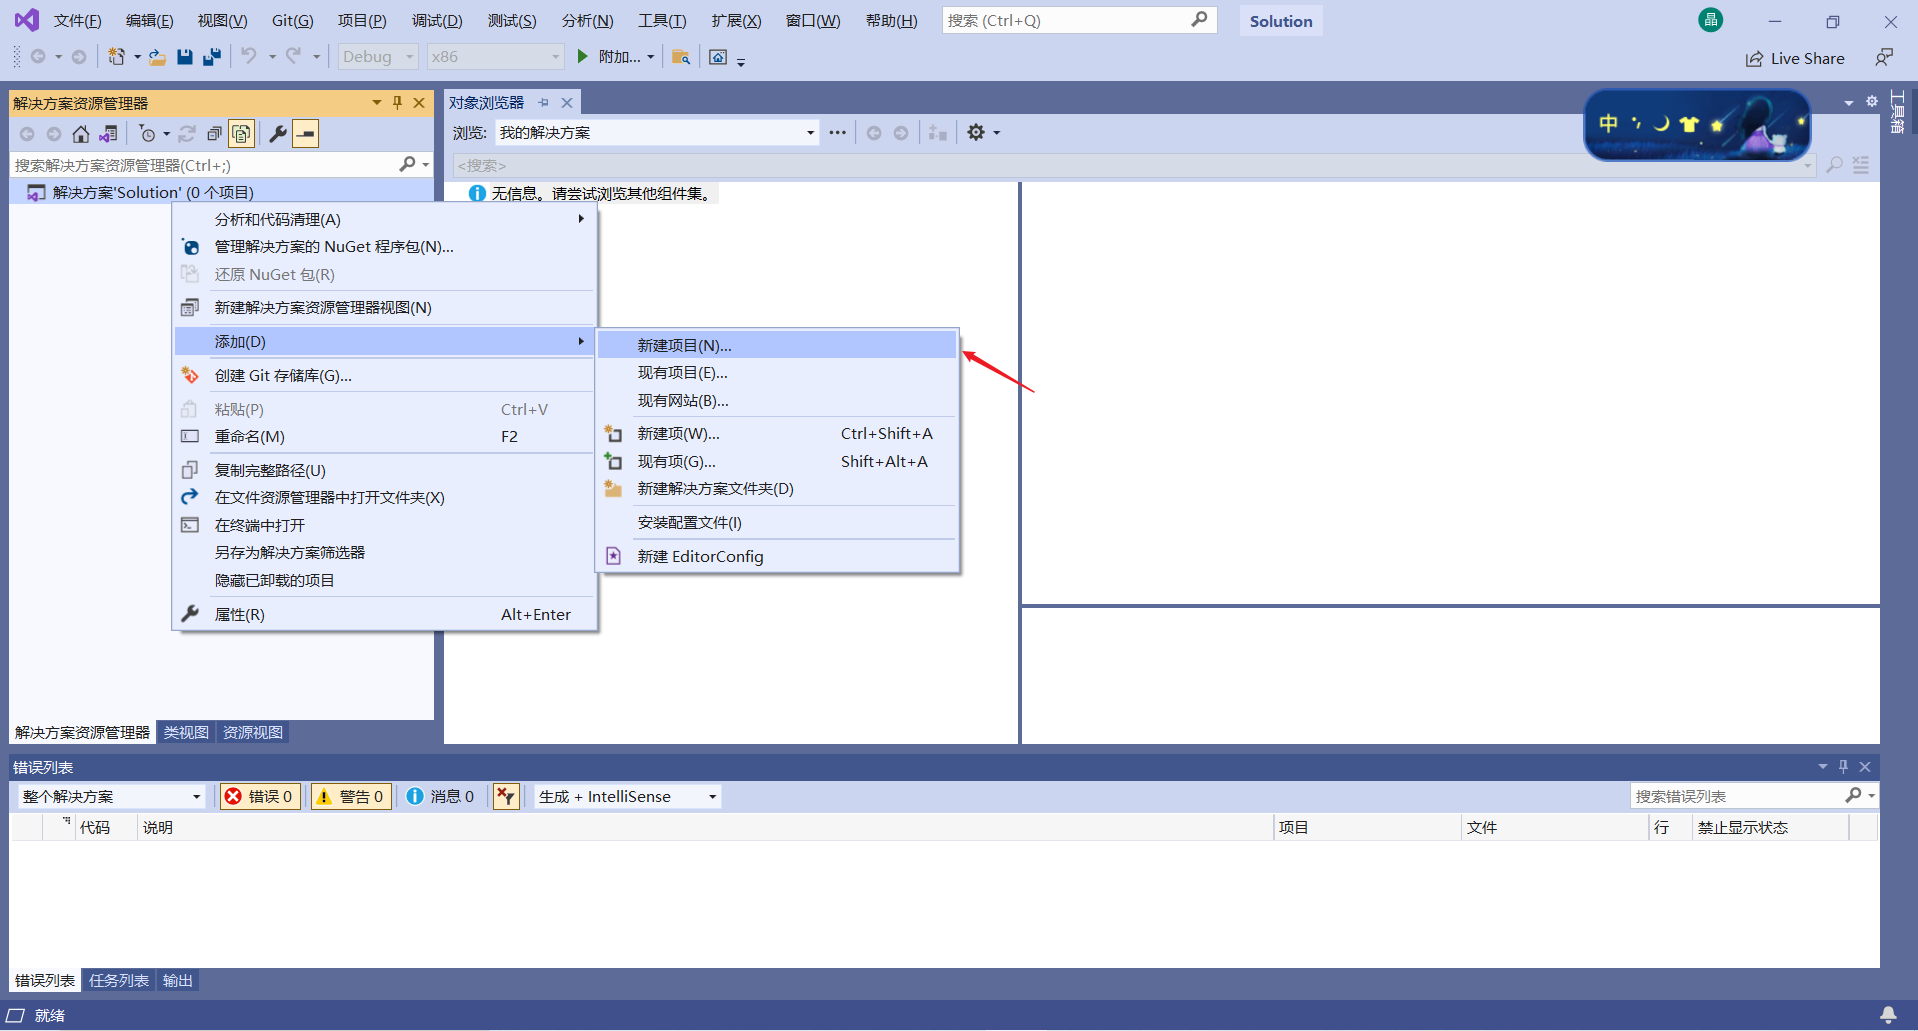 文件(F) 编辑(E) 视图(V) Git(G) 项目(P) 调试(D) 测试(S) 分析(N) 工具(T) 扩展(X) 窗口(W) 帮助(H) 搜索 (Ctrl+Q) Solution 晶
Debug x86 附加... Live Share
解决方案资源管理器
搜索解决方案资源管理器(Ctrl+;)
解决方案'Solution' (0 个项目)
对象浏览器
浏览: 我的解决方案
<搜索>
无信息。请尝试浏览其他组件集。
中
工具箱
分析和代码清理(A)
管理解决方案的 NuGet 程序包(N)...
还原 NuGet 包(R)
新建解决方案资源管理器视图(N)
添加(D)
创建 Git 存储库(G)...
粘贴(P) Ctrl+V
重命名(M) F2
复制完整路径(U)
在文件资源管理器中打开文件夹(X)
在终端中打开
另存为解决方案筛选器
隐藏已卸载的项目
属性(R) Alt+Enter
新建项目(N)...
现有项目(E)...
现有网站(B)...
新建项(W)... Ctrl+Shift+A
现有项(G)... Shift+Alt+A
新建解决方案文件夹(D)
安装配置文件(I)
新建 EditorConfig
解决方案资源管理器 类视图 资源视图
错误列表
整个解决方案 错误 0 警告 0 消息 0 生成 + IntelliSense 搜索错误列表
代码 说明 项目 文件 行 禁止显示状态
错误列表 任务列表 输出
就绪